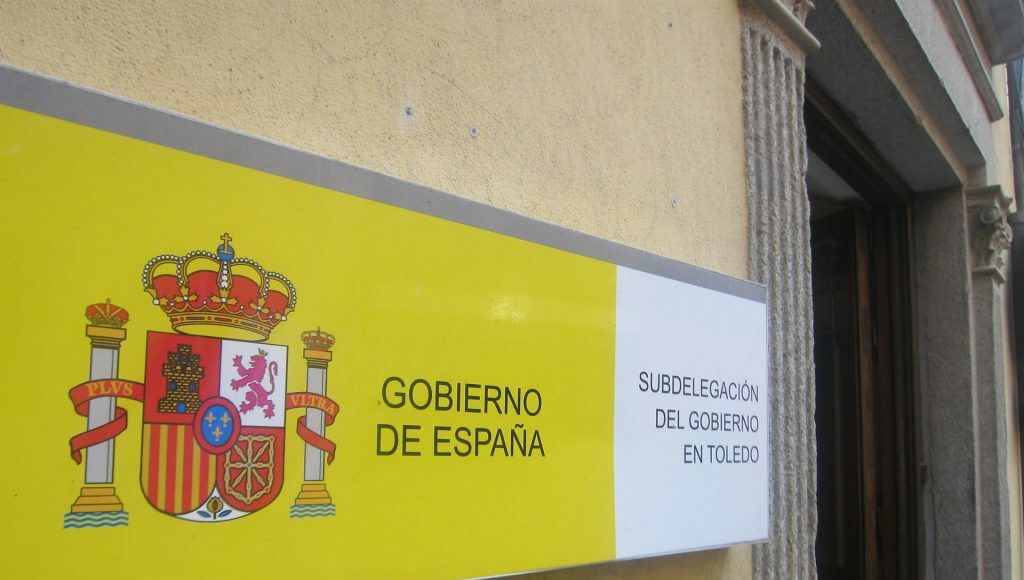 PLVS
VLTRA
GOBIERNO
DE ESPAÑA
SUBDELEGACIÓN
DEL GOBIERNO
EN TOLEDO